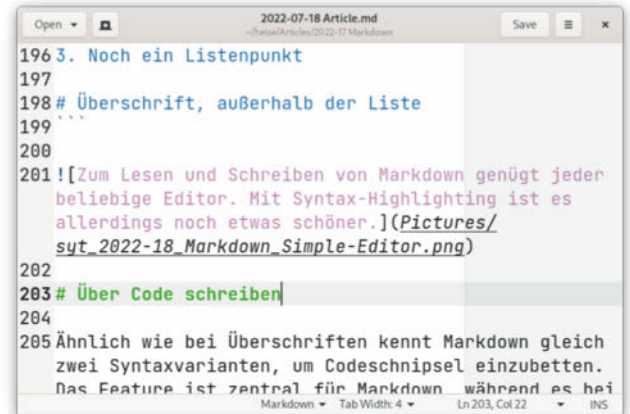 Open
2022-07-18 Article.md
~/heise/Articles/2022-17 Markdown
Save
196 3. Noch ein Listenpunkt
197
198 # Überschrift, außerhalb der Liste
199 ```
200
201 ![Zum Lesen und Schreiben von Markdown genügt jeder
beliebige Editor. Mit Syntax-Highlighting ist es
allerdings noch etwas schöner.](Pictures/
syt_2022-18_Markdown_Simple-Editor.png)
202
203 # Über Code schreiben
204
205 Ähnlich wie bei Überschriften kennt Markdown gleich
zwei Syntaxvarianten, um Codeschnipsel einzubetten.
Das Feature ist zentral für Markdown, während es bei
Markdown Tab Width: 4 Ln 203, Col 22 INS